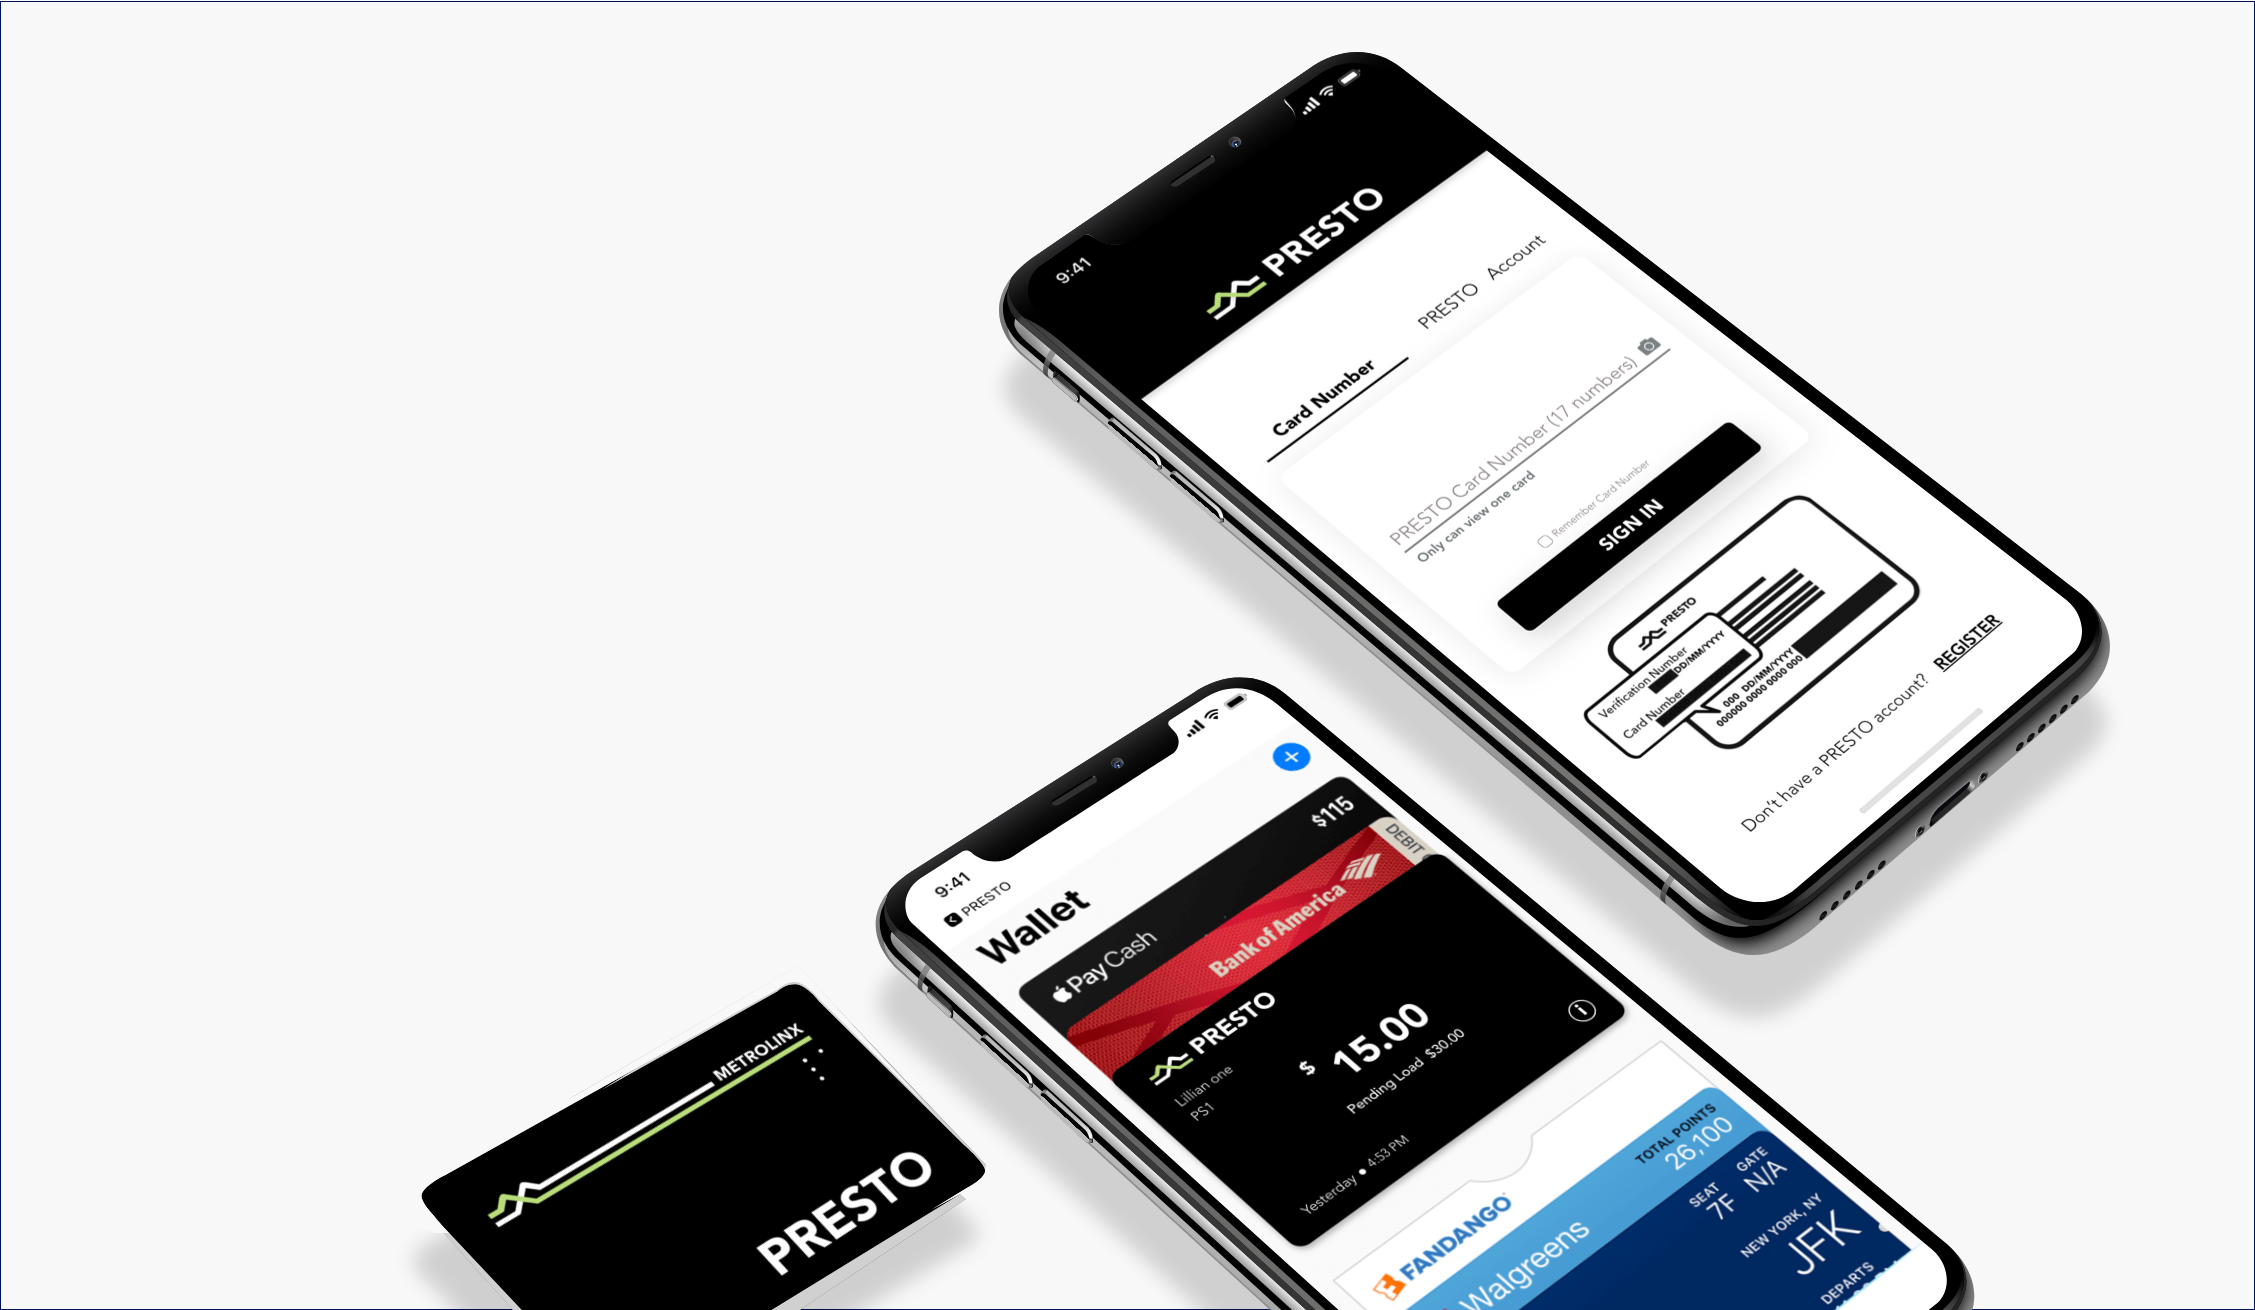 9:41
PRESTO
Card Number
PRESTO Account
PRESTO Card Number (17 numbers)
Only can view one card
Remember Card Number
SIGN IN
PRESTO
Verification Number
DD/MM/YYYY
Card Number
000 DD/MM/YYYY
000000 0000 0000 000
Don't have a PRESTO account? REGISTER
9:41
PRESTO
Wallet
Pay Cash
$115
DEBIT
Bank of America
PRESTO
Lillian one
PS1
$ 15.00
Pending Load $30.00
Yesterday • 4:53 PM
FANDANGO
Walgreens
TOTAL POINTS
26,100
SEAT
7F
GATE
N/A
NEW YORK, NY
JFK
DEPARTS
METROLINX
PRESTO